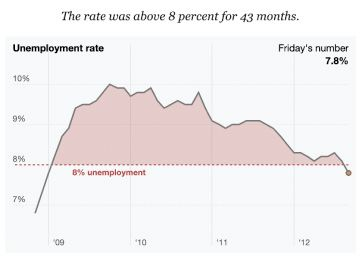 The rate was above 8 percent for 43 months.
Unemployment rate
Friday's number
7.8%
10%
9%
8%
8% unemployment
7%
'09
'10
'11
'12